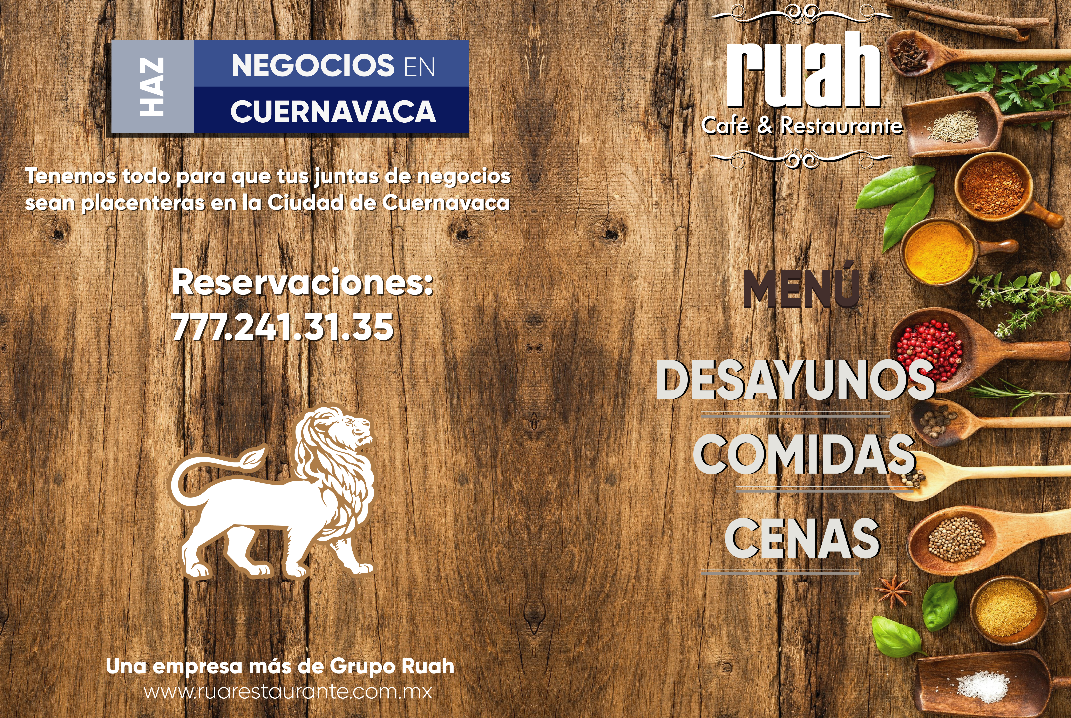 HAZ
NEGOCIOS EN
CUERNAVACA
Tenemos todo para que tus juntas de negocios
sean placenteras en la Ciudad de Cuernavaca
Reservaciones:
777.241.31.35
Una empresa más de Grupo Ruah
www.ruarestaurante.com.mx
ruah
Café & Restaurante
MENÚ
DESAYUNOS
COMIDAS
CENAS